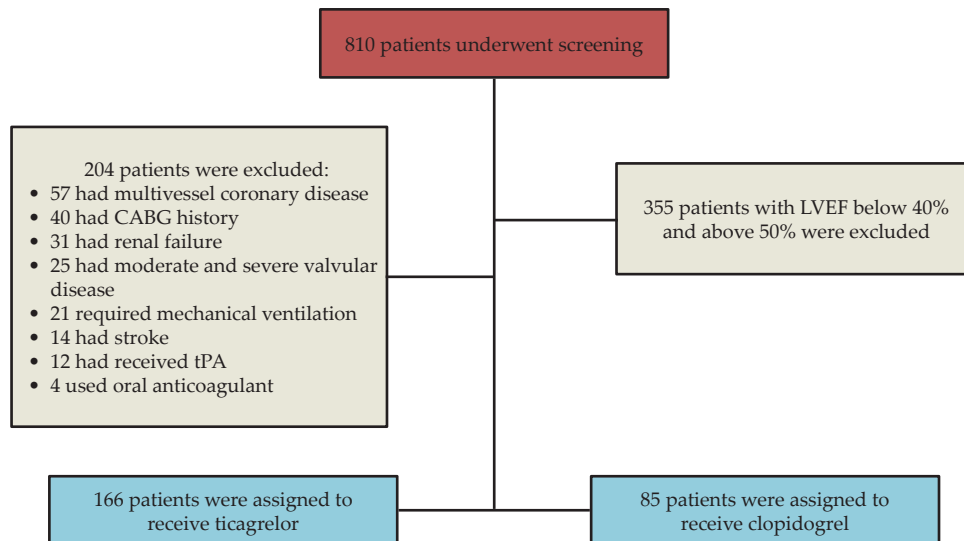 810 patients underwent screening
204 patients were excluded:
• 57 had multivessel coronary disease
• 40 had CABG history
• 31 had renal failure
• 25 had moderate and severe valvular
disease
• 21 required mechanical ventilation
• 14 had stroke
• 12 had received tPA
• 4 used oral anticoagulant
355 patients with LVEF below 40%
and above 50% were excluded
166 patients were assigned to
receive ticagrelor
85 patients were assigned to
receive clopidogrel